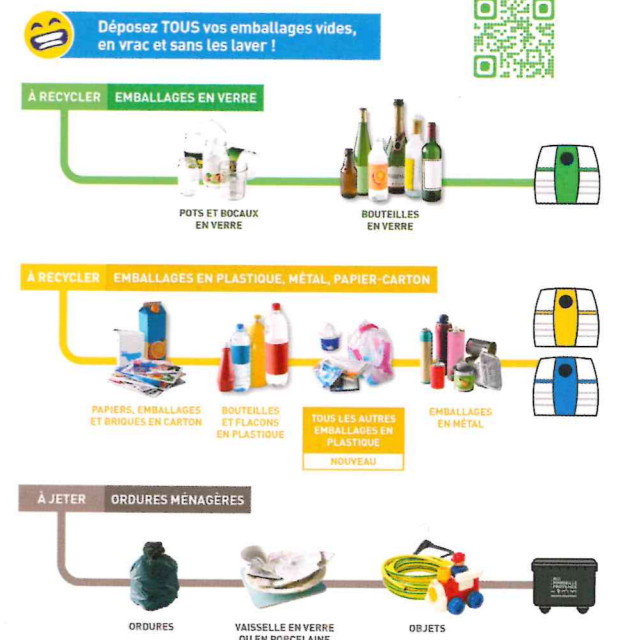 Déposez TOUS vos emballages vides,
en vrac et sans les laver !
À RECYCLER EMBALLAGES EN VERRE
POTS ET BOCAUX
EN VERRE
BOUTEILLES
EN VERRE
À RECYCLER EMBALLAGES EN PLASTIQUE, MÉTAL, PAPIER-CARTON
PAPIERS, EMBALLAGES
ET BRIQUES EN CARTON
BOUTEILLES
ET FLACONS
EN PLASTIQUE
TOUS LES AUTRES
EMBALLAGES EN
PLASTIQUE
NOUVEAU
EMBALLAGES
EN MÉTAL
À JETER ORDURES MÉNAGÈRES
ORDURES
VAISSELLE EN VERRE
OU EN PORCELAINE
OBJETS